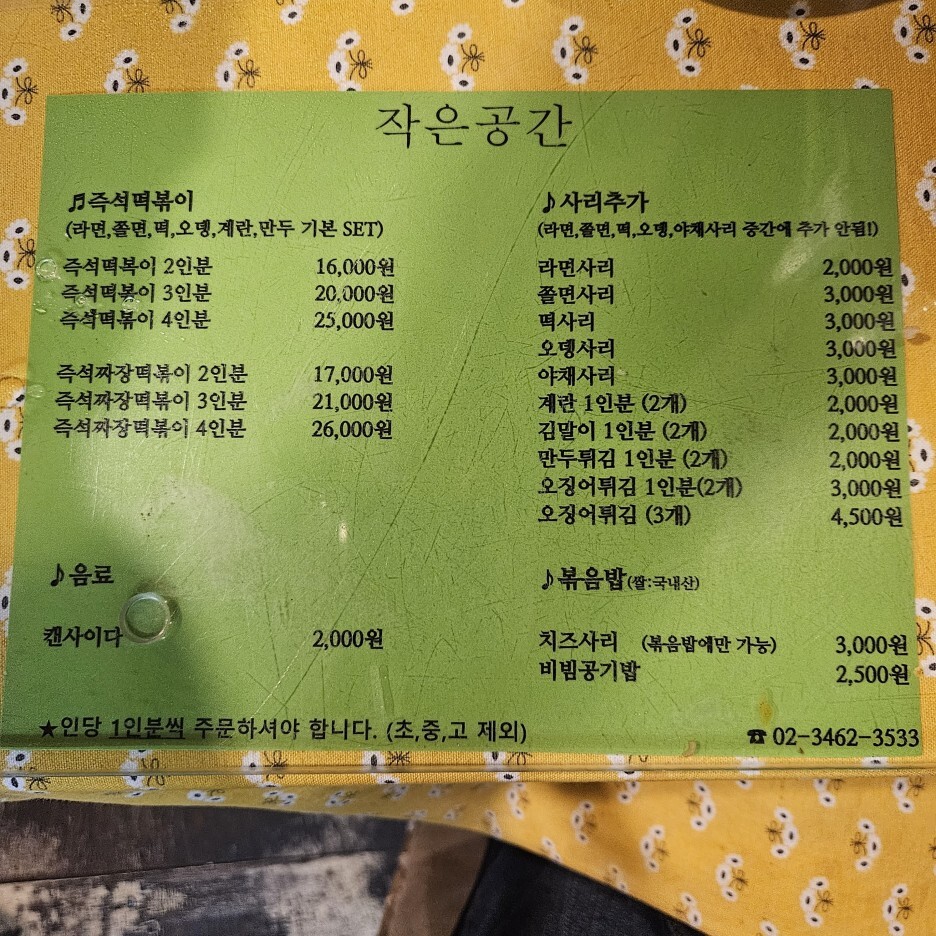 작은공간
♬즉석떡볶이
(라면,쫄면,떡,오뎅,계란,만두 기본 SET)
즉석떡복이 2인분 16,000원
즉석떡볶이 3인분 20,000원
즉석떡볶이 4인분 25,000원
즉석짜장떡볶이 2인분 17,000원
즉석짜장떡볶이 3인분 21,000원
즉석짜장떡볶이 4인분 26,000원
♪음료
캔사이다 2,000원
♪사리추가
(라면,쫄면,떡,오뎅,야채사리 중간에 추가 안됨!)
라면사리 2,000원
쫄면사리 3,000원
떡사리 3,000원
오뎅사리 3,000원
야채사리 3,000원
계란 1인분 (2개) 2,000원
김말이 1인분 (2개) 2,000원
만두튀김 1인분 (2개) 2,000원
오징어튀김 1인분(2개) 3,000원
오징어튀김 (3개) 4,500원
♪볶음밥(쌀:국내산)
치즈사리 (볶음밥에만 가능) 3,000원
비빔공기밥 2,500원
★인당 1인분씩 주문하셔야 합니다. (초,중,고 제외)
☎ 02-3462-3533